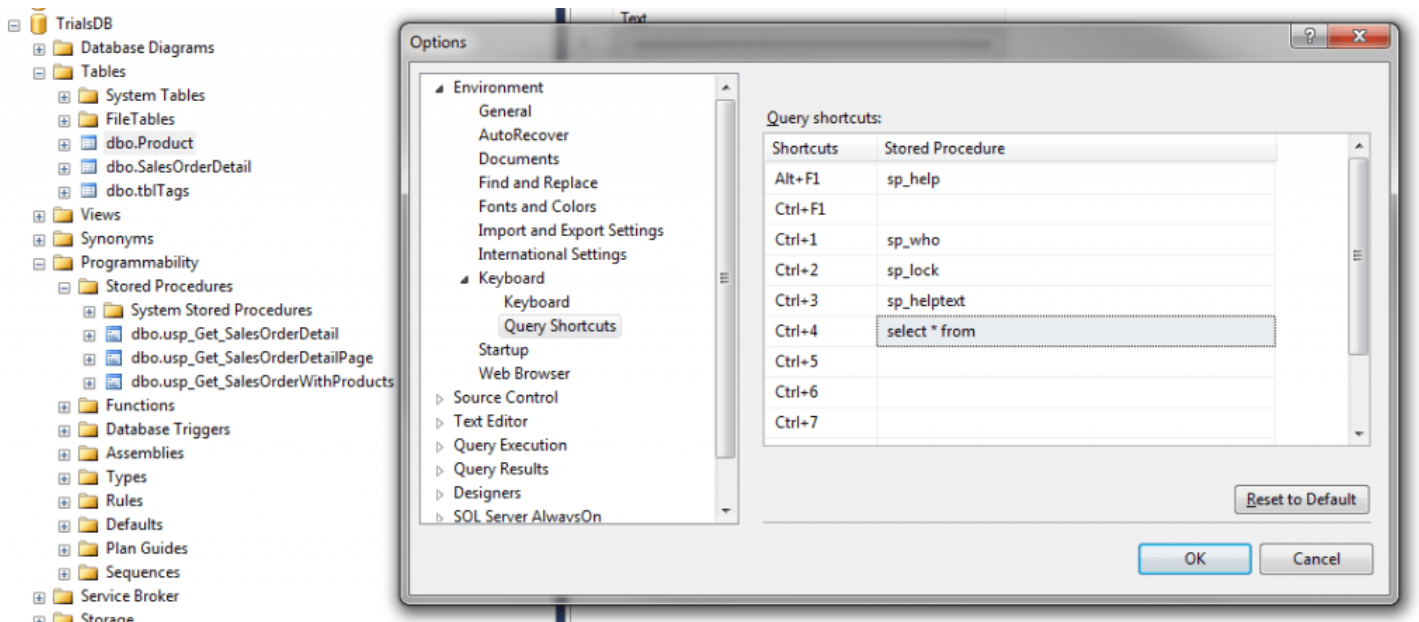 TrialsDB
Database Diagrams
Tables
System Tables
FileTables
dbo.Product
dbo.SalesOrderDetail
dbo.tblTags
Views
Synonyms
Programmability
Stored Procedures
System Stored Procedures
dbo.usp_Get_SalesOrderDetail
dbo.usp_Get_SalesOrderDetailPage
dbo.usp_Get_SalesOrderWithProducts
Functions
Database Triggers
Assemblies
Types
Rules
Defaults
Plan Guides
Sequences
Service Broker
Storage
Text
Options
Environment
General
AutoRecover
Documents
Find and Replace
Fonts and Colors
Import and Export Settings
International Settings
Keyboard
Keyboard
Query Shortcuts
Startup
Web Browser
Source Control
Text Editor
Query Execution
Query Results
Designers
SQL Server AlwaysOn
Query shortcuts:
Shortcuts Stored Procedure
Alt+F1 sp_help
Ctrl+F1
Ctrl+1 sp_who
Ctrl+2 sp_lock
Ctrl+3 sp_helptext
Ctrl+4 select * from
Ctrl+5
Ctrl+6
Ctrl+7
Reset to Default
OK Cancel